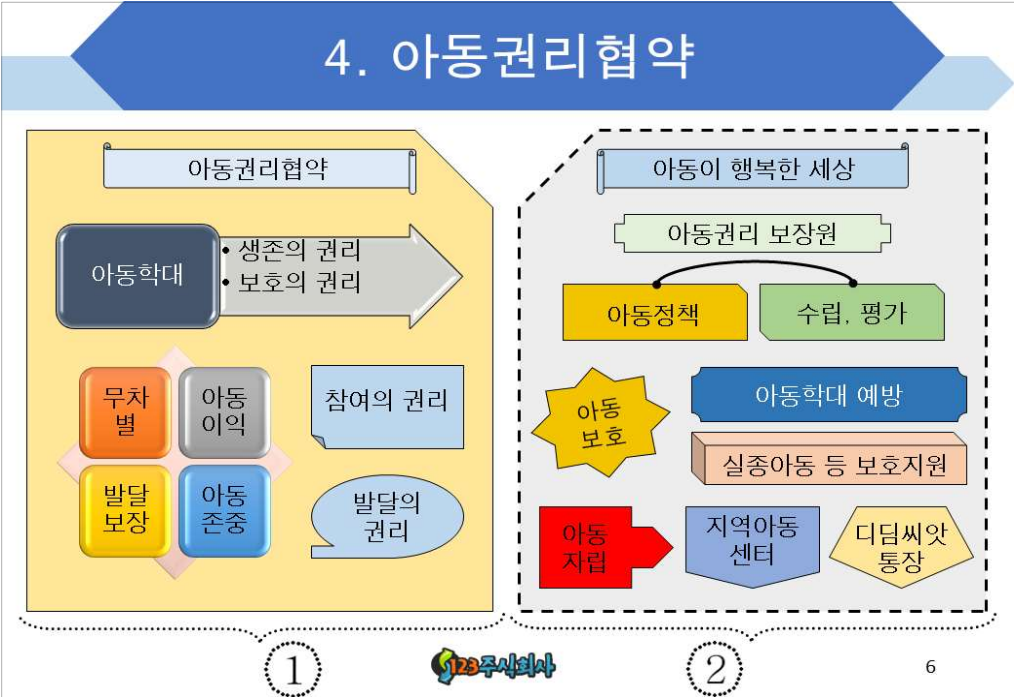 4. 아동권리협약
아동권리협약
아동학대
• 생존의 권리
• 보호의 권리
무차
별
아동
이익
발달
보장
아동
존중
참여의 권리
발달의
권리
아동이 행복한 세상
아동권리 보장원
아동정책
수립, 평가
아동
보호
아동학대 예방
실종아동 등 보호지원
아동
자립
지역아동
센터
디딤씨앗
통장
1
123주식회사
2
6